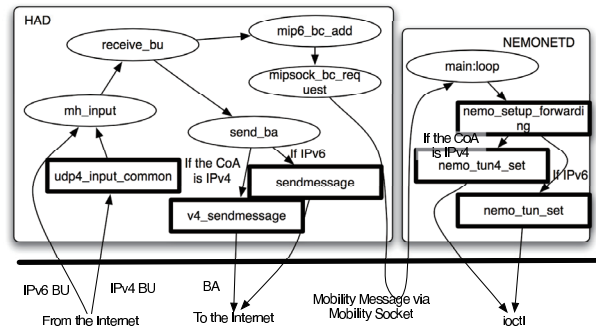 HAD
mip6_bc_add
receive_bu
NEMONETD
main:loop
mipsock_bc_req
uest
mh_input
nemo_setup_forwardi
ng
send_ba
If the CoA
is IPv4
If IPv6
If the CoA
is IPv4
udp4_input_common
nemo_tun4_set
sendmessage
If IPv6
v4_sendmessage
nemo_tun_set
IPv6 BU
IPv4 BU
BA
Mobility Message via
Mobility Socket
From the Internet
To the Internet
ioctl